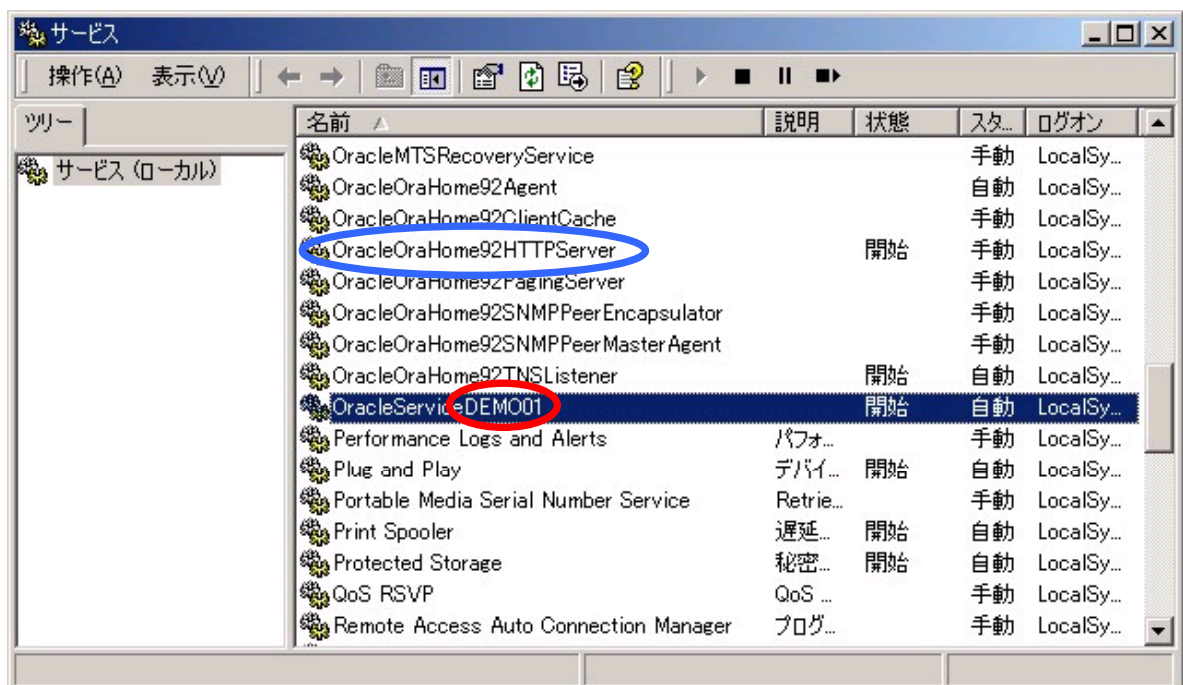 サービス
操作(A) 表示(V)
ツリー
サービス (ローカル)
名前 説明 状態 スタ... ログオン
OracleMTSRecoveryService 手動 LocalSy...
OracleOraHome92Agent 自動 LocalSy...
OracleOraHome92ClientCache 手動 LocalSy...
OracleOraHome92HTTPServer 開始 手動 LocalSy...
OracleOraHome92PagingServer 手動 LocalSy...
OracleOraHome92SNMPPeerEncapsulator 手動 LocalSy...
OracleOraHome92SNMPPeerMasterAgent 手動 LocalSy...
OracleOraHome92TNSListener 開始 自動 LocalSy...
OracleServiceDEMO01 開始 自動 LocalSy...
Performance Logs and Alerts パフォ... 手動 LocalSy...
Plug and Play デバイ... 開始 自動 LocalSy...
Portable Media Serial Number Service Retrie... 手動 LocalSy...
Print Spooler 遅延... 開始 自動 LocalSy...
Protected Storage 秘密... 開始 自動 LocalSy...
QoS RSVP QoS ... 手動 LocalSy...
Remote Access Auto Connection Manager プログ... 手動 LocalSy...